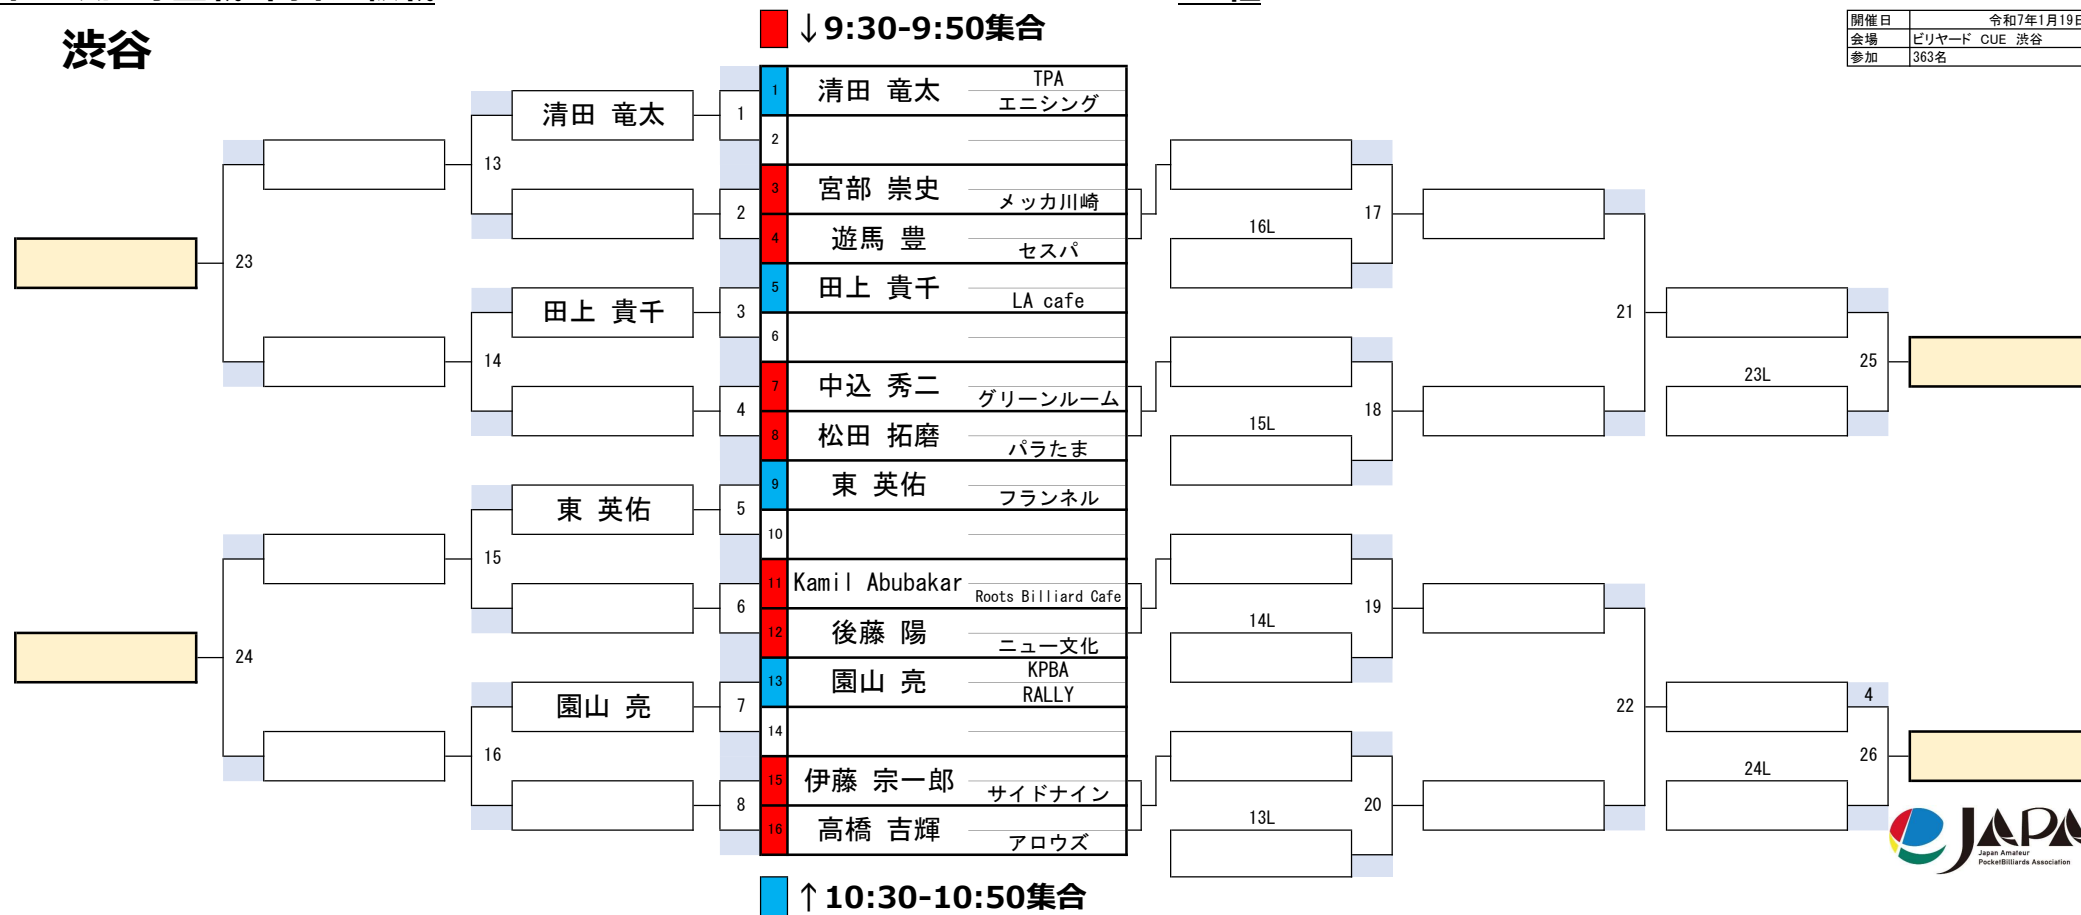 渋谷
↓9:30-9:50集合
開催日 令和7年1月19日
会場 ビリヤード CUE 渋谷
参加 363名
1 清田 竜太 TPA エニシング
2
3 宮部 崇史 メッカ川崎
4 遊馬 豊 セスパ
5 田上 貴千 LA cafe
6
7 中込 秀二 グリーンルーム
8 松田 拓磨 パラたま
9 東 英佑 フランネル
10
11 Kamil Abubakar Roots Billiard Cafe
12 後藤 陽 ニュー文化
13 園山 亮 KPBA RALLY
14
15 伊藤 宗一郎 サイドナイン
16 高橋 吉輝 アロウズ
清田 竜太 1
13
2
23
田上 貴千 3
14
4
東 英佑 5
15
6
24
園山 亮 7
16
8
17
16L
21
18
15L
25
23L
19
14L
22
4
26
24L
20
13L
↑10:30-10:50集合
JAPA
Japan Amateur
PocketBilliards Association